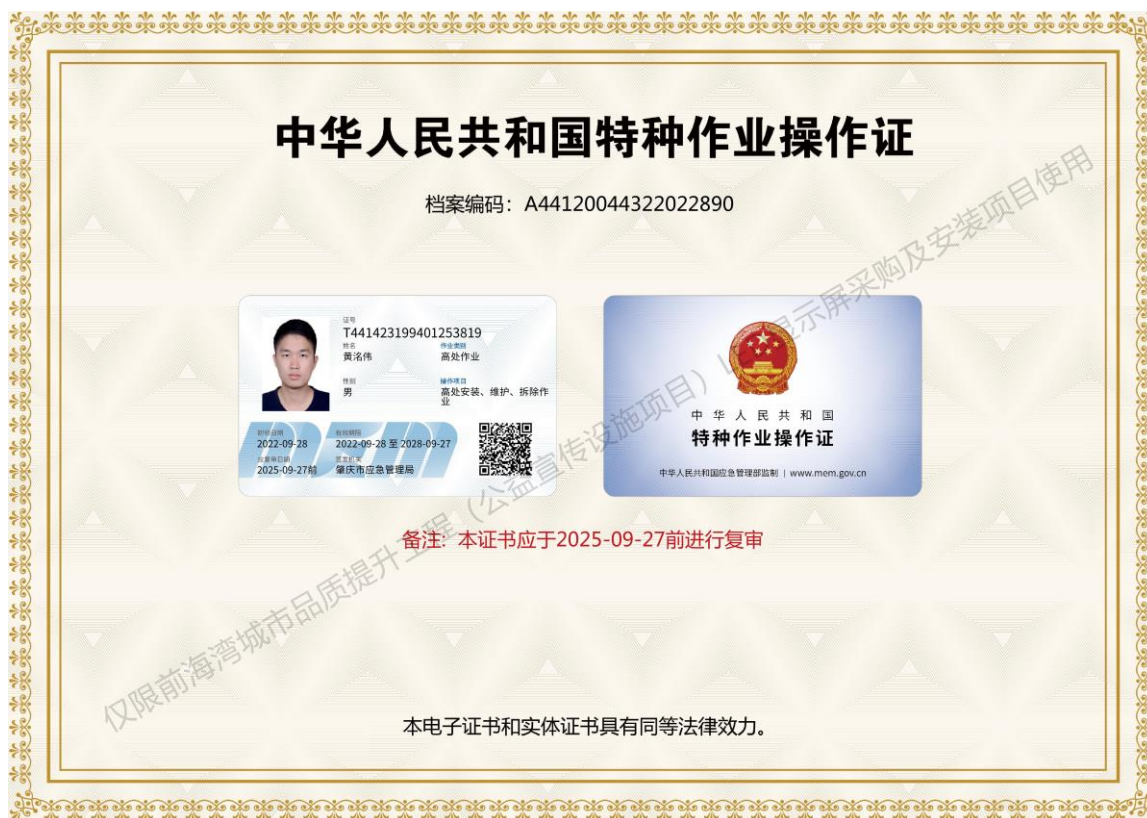 中华人民共和国特种作业操作证
档案编码：A44120044322022890
证号
T441423199401253819
姓名
黄洺伟
作业类别
高处作业
性别
男
操作项目
高处安装、维护、拆除作
业
初领日期
2022-09-28
有效期限
2022-09-28 至 2028-09-27
应复审日期
2025-09-27前
签发机关
肇庆市应急管理局
中华人民共和国
特种作业操作证
中华人民共和国应急管理部监制 | www.mem.gov.cn
备注：本证书应于2025-09-27前进行复审
本电子证书和实体证书具有同等法律效力。
仅限前海湾城市品质提升工程（公益宣传设施项目）显示屏采购及安装项目使用